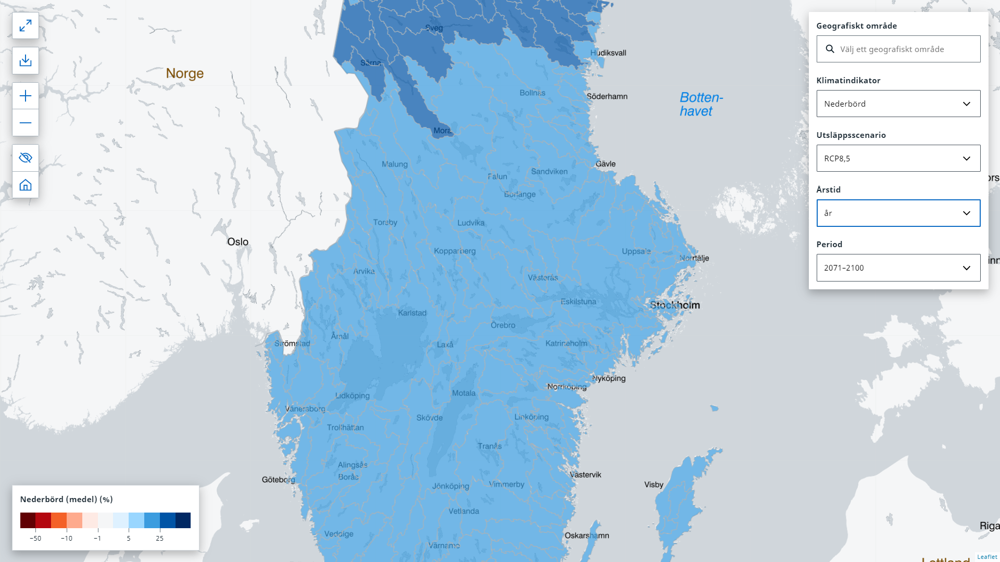 Sveg
Hudiksvall
Särna
Norge
Bollnäs
Söderhamn
Botten-
havet
Mora
Malung
Gävle
Sandviken
Falun
Borlänge
Torsby
Ludvika
Oslo
Kopparberg
Uppsala
Norrtälje
Arvika
Västerås
Eskilstuna
Stockholm
Karlstad
Örebro
Åmål
Strömstad
Laxå
Katrineholm
Nyköping
Norrköping
Motala
Lidköping
Vänersborg
Skövde
Linköping
Trollhättan
Tranås
Alingsås
Borås
Göteborg
Västervik
Jönköping
Vimmerby
Visby
Vetlanda
Veddige
Oskarshamn
Värnamo
Riga
Lettland
Geografiskt område
Välj ett geografiskt område
Klimatindikator
Nederbörd
Utsläppsscenario
RCP8,5
Årstid
år
Period
2071–2100
Nederbörd (medel) (%)
−50 −10 −1 5 25
Leaflet